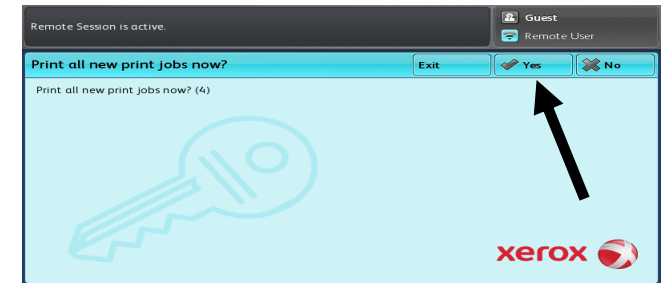 Remote Session is active.
Guest
Remote User
Print all new print jobs now?
Exit
Yes
No
Print all new print jobs now? (4)
xerox